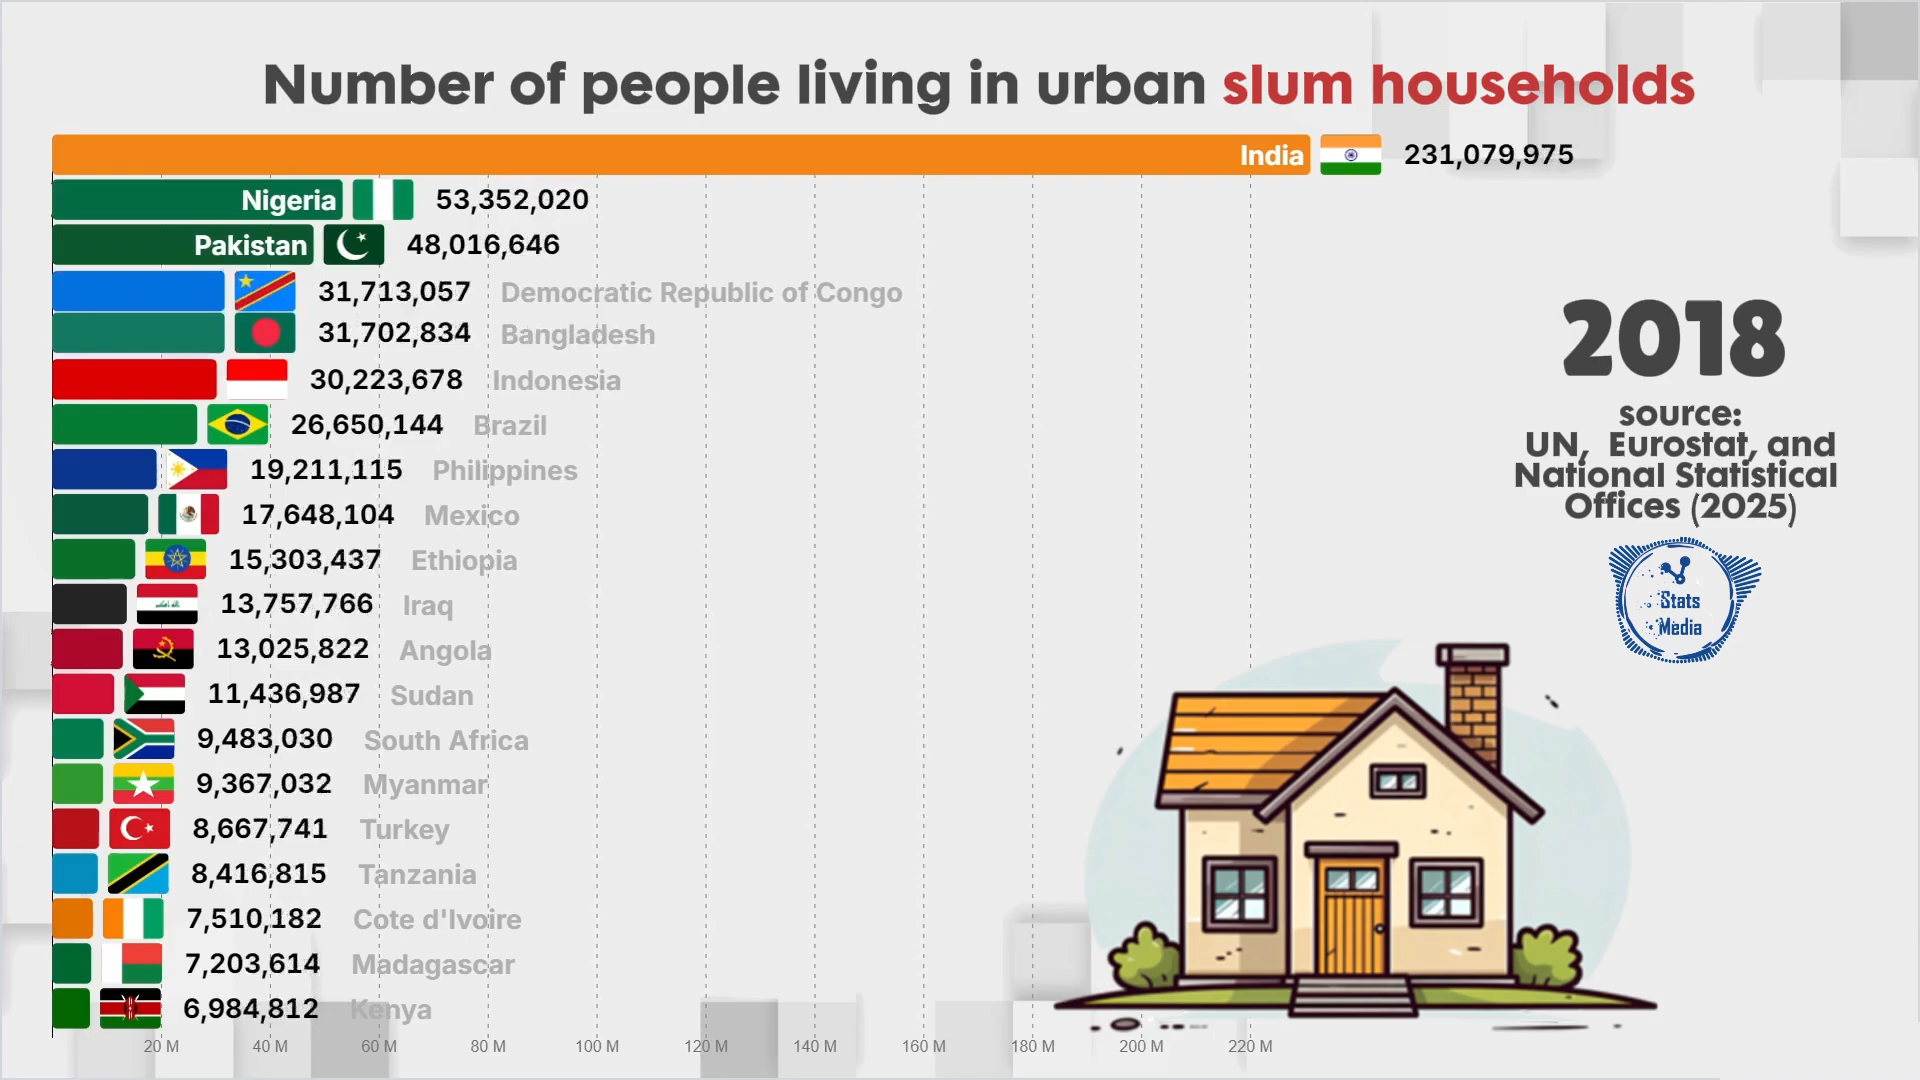 Number of people living in urban slum households
India 231,079,975
Nigeria 53,352,020
Pakistan 48,016,646
31,713,057 Democratic Republic of Congo
31,702,834 Bangladesh
30,223,678 Indonesia
26,650,144 Brazil
19,211,115 Philippines
17,648,104 Mexico
15,303,437 Ethiopia
13,757,766 Iraq
13,025,822 Angola
11,436,987 Sudan
9,483,030 South Africa
9,367,032 Myanmar
8,667,741 Turkey
8,416,815 Tanzania
7,510,182 Cote d'Ivoire
7,203,614 Madagascar
6,984,812 Kenya
20 M 40 M 60 M 80 M 100 M 120 M 140 M 160 M 180 M 200 M 220 M
2018
source:
UN, Eurostat, and
National Statistical
Offices (2025)
Stats
Media